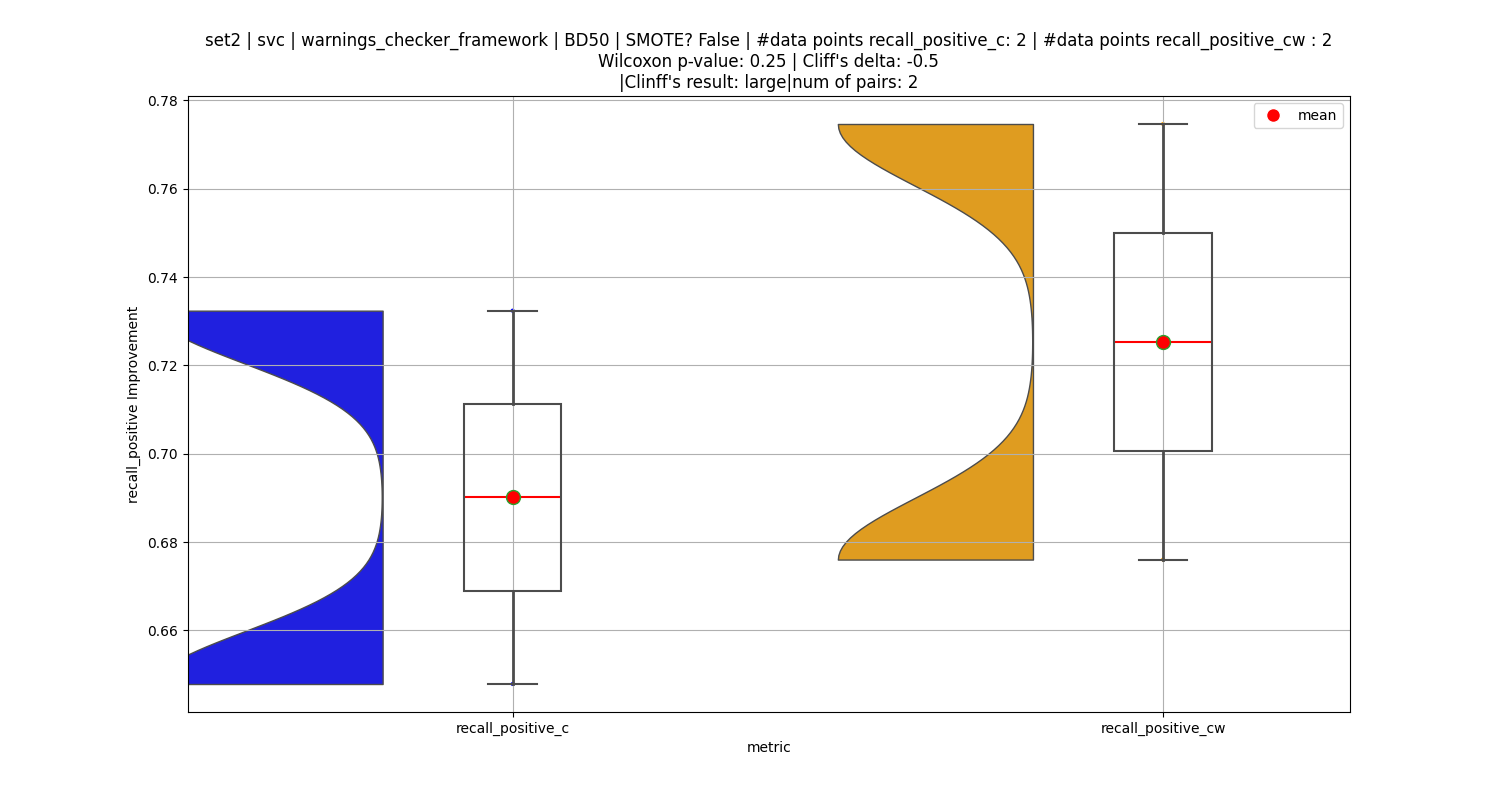 set2 | svc | warnings_checker_framework | BD50 | SMOTE? False | #data points recall_positive_c: 2 | #data points recall_positive_cw : 2
Wilcoxon p-value: 0.25 | Cliff's delta: -0.5
|Clinff's result: large|num of pairs: 2
mean
0.78
0.76
0.74
0.72
0.70
0.68
0.66
recall_positive Improvement
recall_positive_c
recall_positive_cw
metric